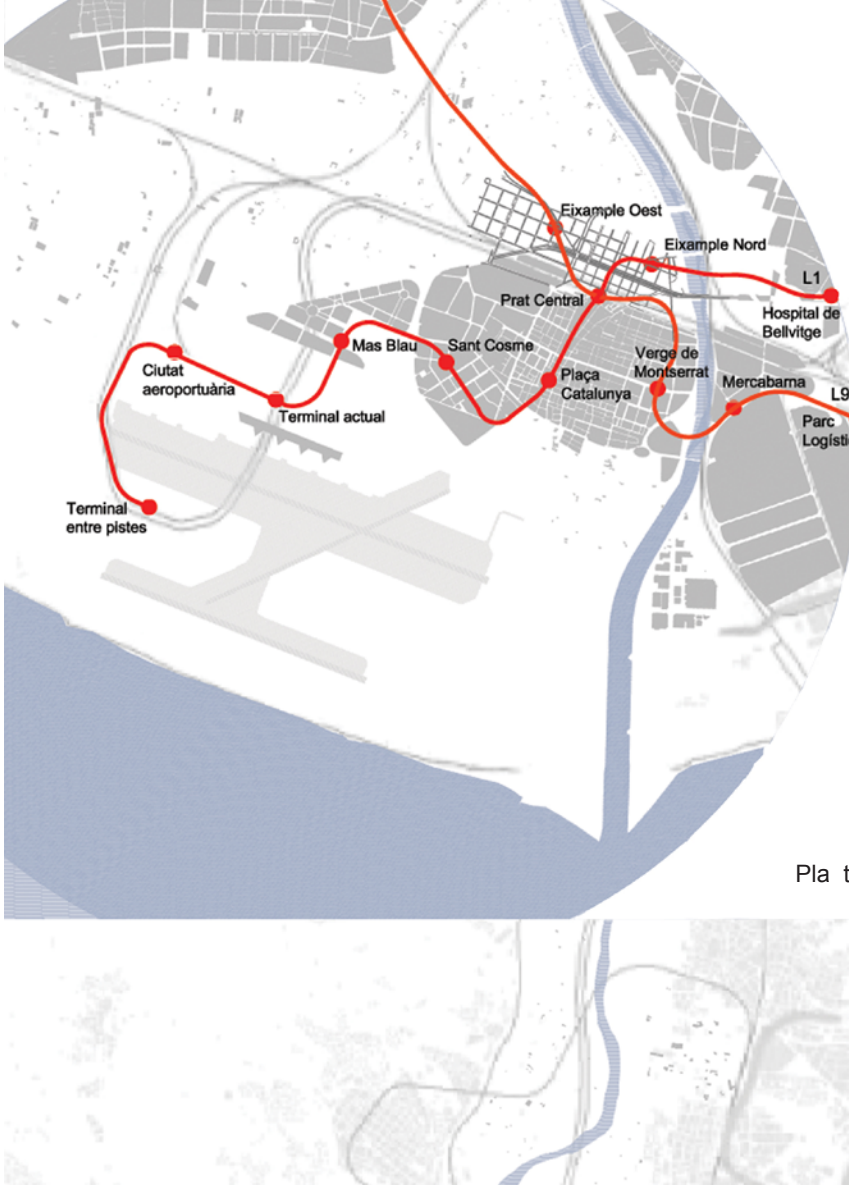 Eixample Oest
Eixample Nord
L1
Prat Central
Hospital de
Bellvitge
Ciutat
aeroportuària
Mas Blau
Sant Cosme
Verge de
Montserrat
Plaça
Catalunya
Mercabarna
L9
Terminal actual
Parc
Terminal
entre pistes
Pla